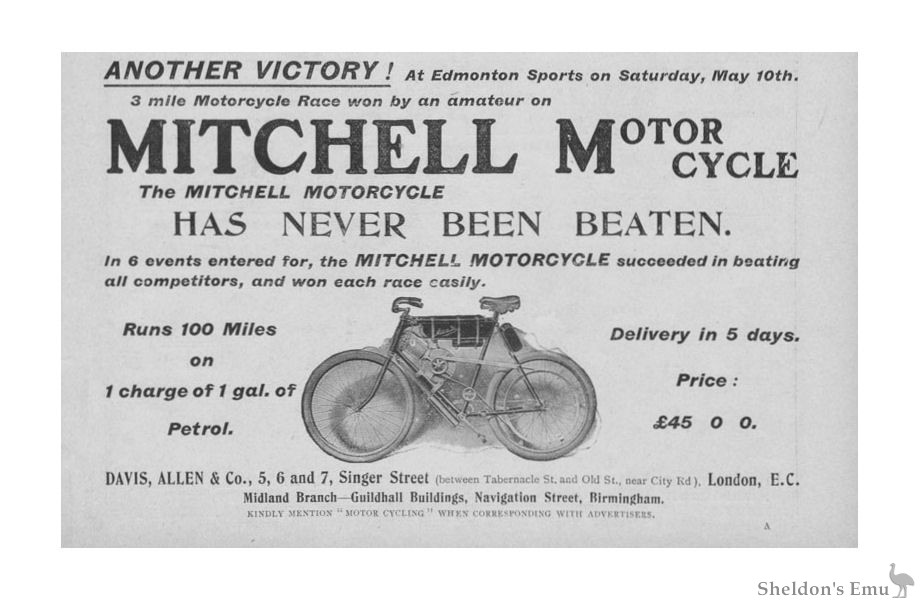 ANOTHER VICTORY! At Edmonton Sports on Saturday, May 10th.
3 mile Motorcycle Race won by an amateur on
MITCHELL MOTOR CYCLE
The MITCHELL MOTORCYCLE
HAS NEVER BEEN BEATEN.
In 6 events entered for, the MITCHELL MOTORCYCLE succeeded in beating
all competitors, and won each race easily.
Runs 100 Miles
on
1 charge of 1 gal. of
Petrol.
Delivery in 5 days.
Price :
£45 0 0.
DAVIS, ALLEN & Co., 5, 6 and 7, Singer Street (between Tabernacle St. and Old St., near City Rd), London, E.C.
Midland Branch—Guildhall Buildings, Navigation Street, Birmingham.
KINDLY MENTION "MOTOR CYCLING" WHEN CORRESPONDING WITH ADVERTISERS.
A
Sheldon's Emu